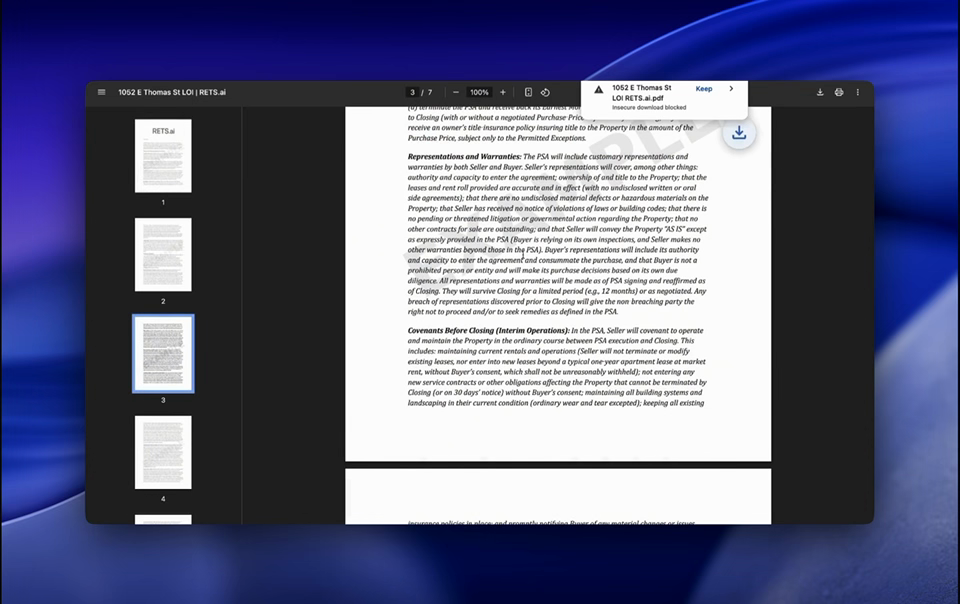 1052 E Thomas St LOI | RETS.ai
3 / 7
100%
1052 E Thomas St
LOI RETS.ai.pdf
Insecure download blocked
Keep
RETS.ai
1
2
3
4
(d) terminate the PSA and receive back its Earnest
to Closing (with or without a negotiated Purchase
receive an owner's title insurance policy insuring title to the Property in the amount of the
Purchase Price, subject only to the Permitted Exceptions.
Representations and Warranties: The PSA will include customary representations and
warranties by both Seller and Buyer. Seller's representations will cover, among other things:
authority and capacity to enter the agreement; ownership of and title to the Property; that the
leases and rent roll provided are accurate and in effect (with no undisclosed written or oral
side agreements); that there are no undisclosed material defects or hazardous materials on the
Property; that Seller has received no notice of violations of laws or building codes; that there is
no pending or threatened litigation or governmental action regarding the Property; that no
other contracts for sale are outstanding; and that Seller will convey the Property "AS IS" except
as expressly provided in the PSA (Buyer is relying on its own inspections, and Seller makes no
other warranties beyond those in the PSA). Buyer's representations will include its authority
and capacity to enter the agreement and consummate the purchase, and that Buyer is not a
prohibited person or entity and will make its purchase decisions based on its own due
diligence. All representations and warranties will be made as of PSA signing and reaffirmed as
of Closing. They will survive Closing for a limited period (e.g., 12 months) or as negotiated. Any
breach of representations discovered prior to Closing will give the non breaching party the
right not to proceed and/or to seek remedies as defined in the PSA.
Covenants Before Closing (Interim Operations): In the PSA, Seller will covenant to operate
and maintain the Property in the ordinary course between PSA execution and Closing. This
includes: maintaining current rentals and operations (Seller will not terminate or modify
existing leases, nor enter into new leases beyond a typical one-year apartment lease at market
rent, without Buyer's consent, which shall not be unreasonably withheld); not entering any
new service contracts or other obligations affecting the Property that cannot be terminated by
Closing (or on 30 days' notice) without Buyer's consent; maintaining all building systems and
landscaping in their current condition (ordinary wear and tear excepted); keeping all existing
insurance policies in place; and promptly notifying Buyer of any material changes or issues